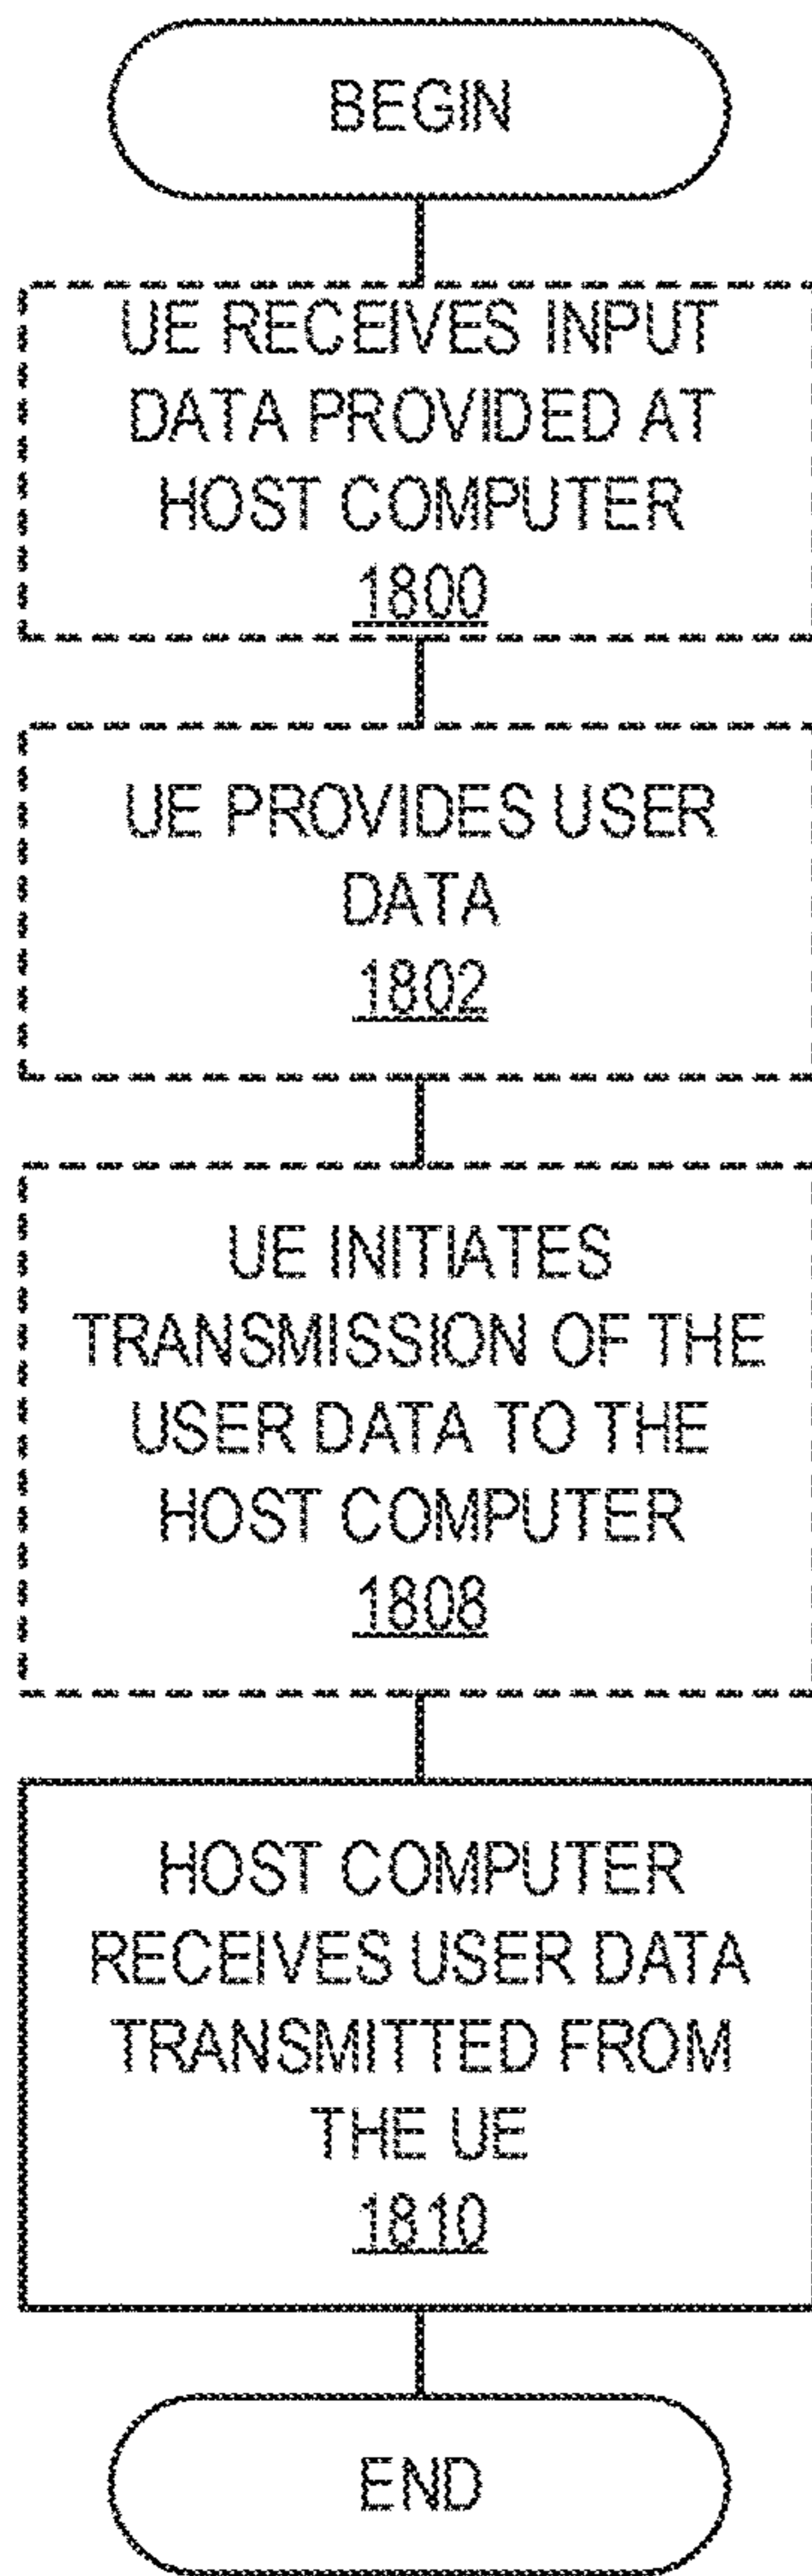 BEGIN
UE RECEIVES INPUT
DATA PROVIDED AT
HOST COMPUTER
1800
UE PROVIDES USER
DATA
1802
UE INITIATES
TRANSMISSION OF THE
USER DATA TO THE
HOST COMPUTER
1808
HOST COMPUTER
RECEIVES USER DATA
TRANSMITTED FROM
THE UE
1810
END